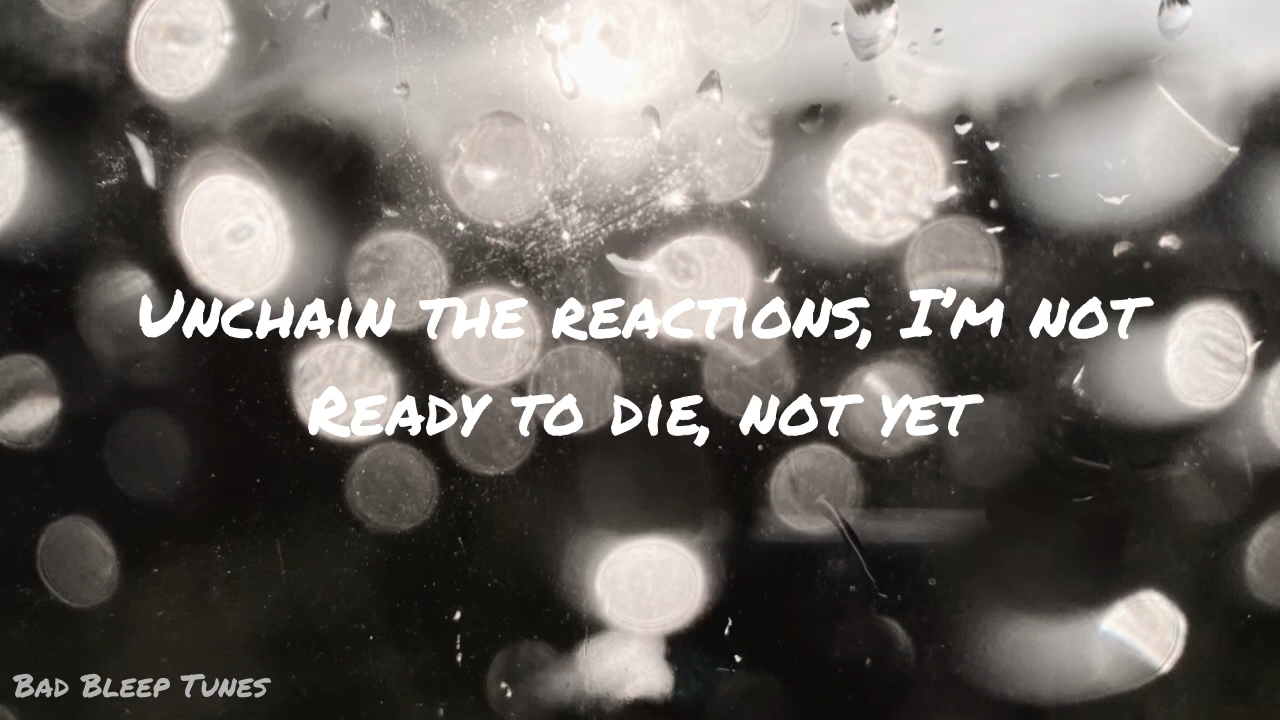 Unchain the reactions, I'm not
Ready to die, not yet
Bad Bleep Tunes